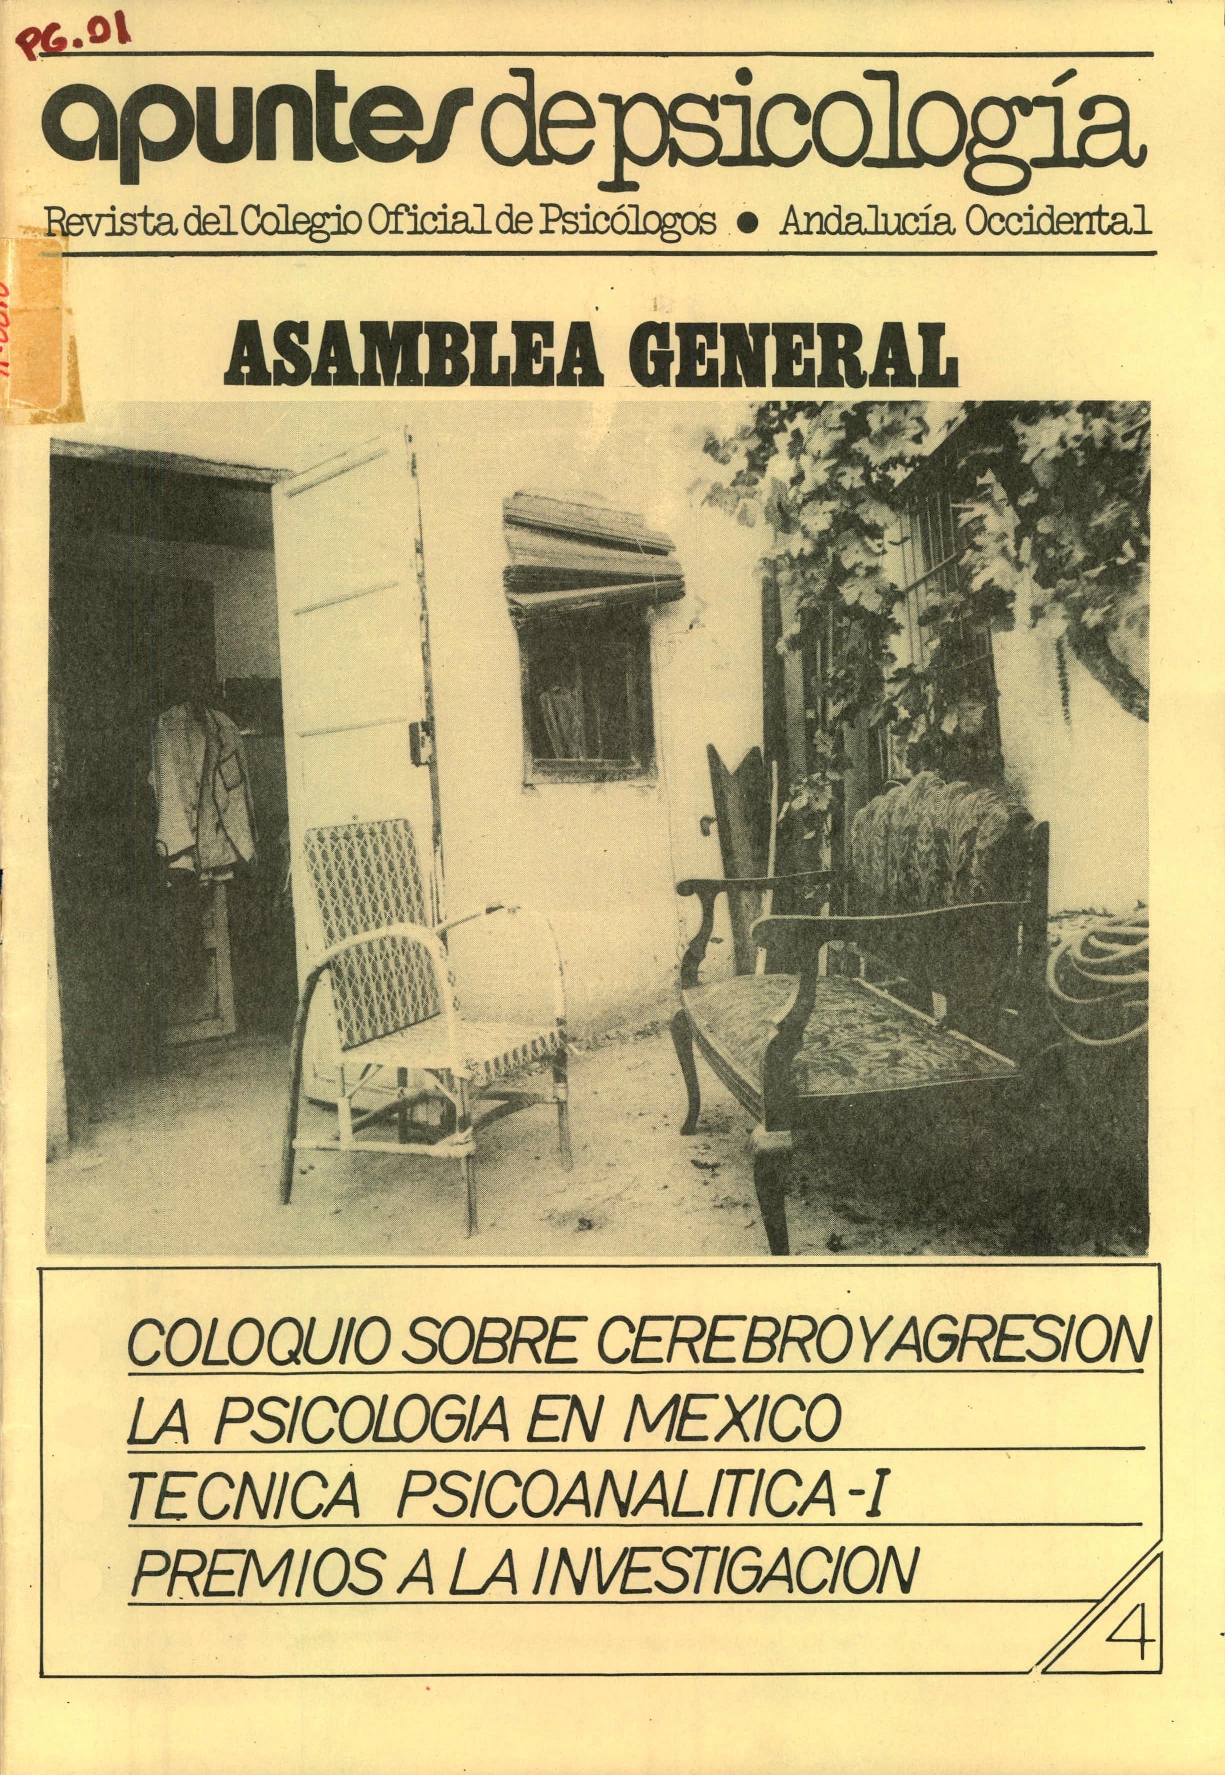 PG.01
apuntes de psicología
Revista del Colegio Oficial de Psicólogos • Andalucía Occidental
ASAMBLEA GENERAL
COLOQUIO SOBRE CEREBRO Y AGRESION
LA PSICOLOGIA EN MEXICO
TECNICA PSICOANALITICA-I
PREMIOS A LA INVESTIGACION
4